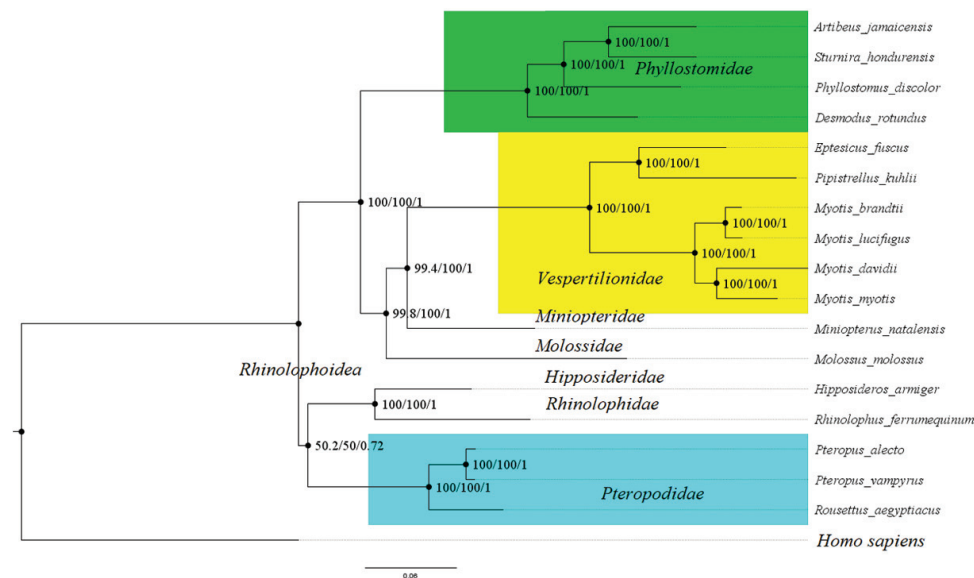 Artibeus_jamaicensis
100/100/1
Sturnira_hondurensis
100/100/1
Phyllostomidae
Phyllostomus_discolor
100/100/1
Desmodus_rotundus
Eptesicus_fuscus
100/100/1
Pipistrellus_kuhlii
100/100/1
Myotis_brandtii
100/100/1
100/100/1
Myotis_lucifugus
100/100/1
Myotis_davidii
99.4/100/1
Vespertilionidae
100/100/1
Myotis_myotis
99.8/100/1
Miniopteridae
Miniopterus_natalensis
Molossidae
Molossus_molossus
Rhinolophoidea
Hipposideridae
Hipposideros_armiger
100/100/1
Rhinolophidae
Rhinolophus_ferrumequinum
50.2/50/0.72
Pteropus_alecto
100/100/1
Pteropus_vampyrus
100/100/1
Pteropodidae
Rousettus_aegyptiacus
Homo sapiens
0.06